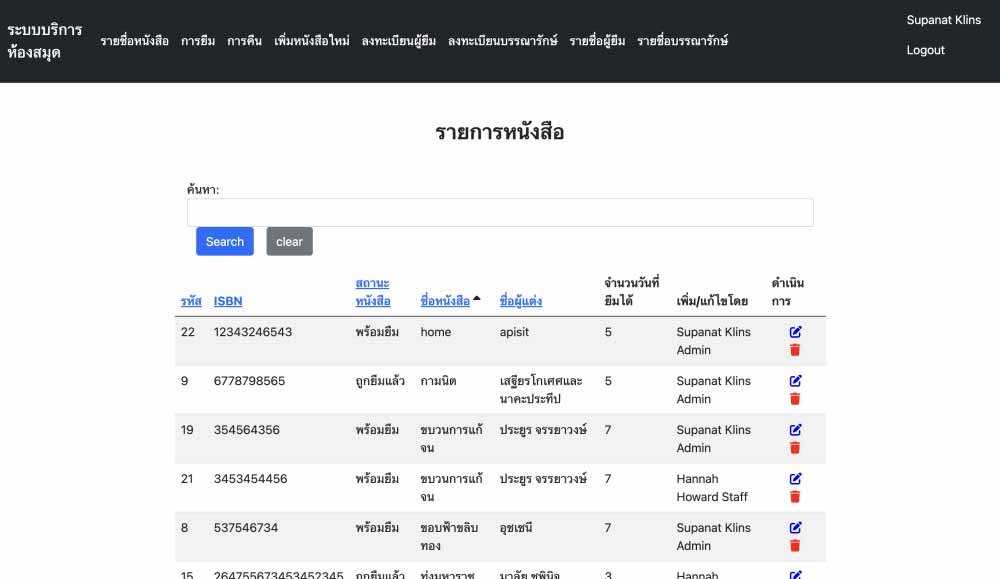 ระบบบริการ
ห้องสมุด
รายชื่อหนังสือ การยืม การคืน เพิ่มหนังสือใหม่ ลงทะเบียนผู้ยืม ลงทะเบียนบรรณารักษ์ รายชื่อผู้ยืม รายชื่อบรรณารักษ์
Supanat Klins
Logout
รายการหนังสือ
ค้นหา:
Search clear
รหัส ISBN สถานะ
หนังสือ ชื่อหนังสือ ชื่อผู้แต่ง จำนวนวันที่
ยืมได้ เพิ่ม/แก้ไขโดย ดำเนิน
การ
22 12343246543 พร้อมยืม home apisit 5 Supanat Klins
Admin
9 6778798565 ถูกยืมแล้ว กามนิต เสฐียรโกเศศและ 5 Supanat Klins
นาคะประทีป Admin
19 354564356 พร้อมยืม ขบวนการแก้ ประยูร จรรยาวงษ์ 7 Supanat Klins
จน Admin
21 3453454456 พร้อมยืม ขบวนการแก้ ประยูร จรรยาวงษ์ 7 Hannah
จน Howard Staff
8 537546734 พร้อมยืม ขอบฟ้าขลิบ อุชเชนี 7 Supanat Klins
ทอง Admin
15 264755673453452345 ถูกยืมแล้ว ทุ่งมหาราช มาลัย ชูพินิจ 3 Hannah